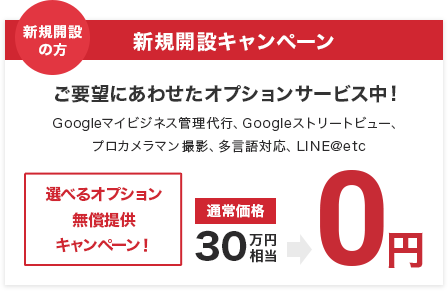 新規開設
の方
新規開設キャンペーン
ご要望にあわせたオプションサービス中!
Googleマイビジネス管理代行、Googleストリートビュー、
プロカメラマン撮影、多言語対応、LINE@etc
選べるオプション
無償提供
キャンペーン!
通常価格
30万円相当
0円